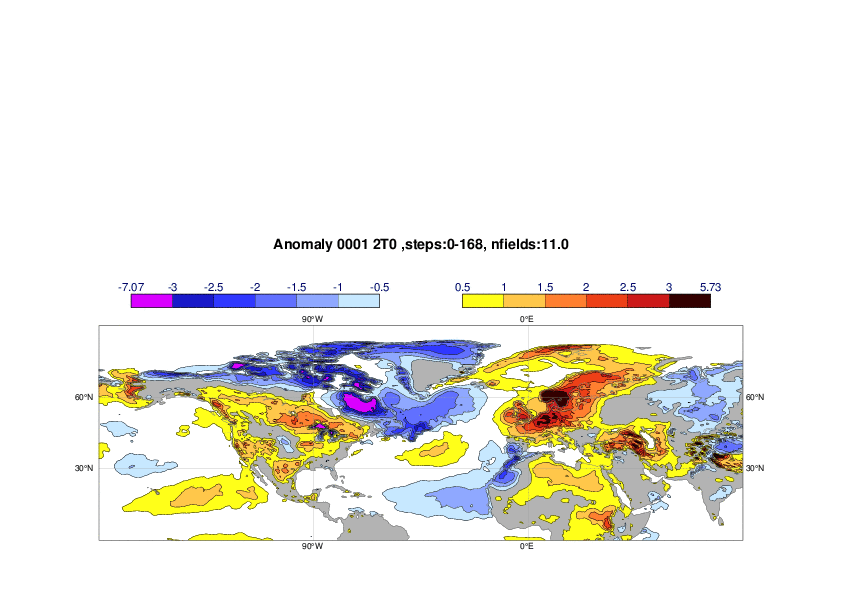 Anomaly 0001 2T0 ,steps:0-168, nfields:11.0
-7.07 -3 -2.5 -2 -1.5 -1 -0.5 0.5 1 1.5 2 2.5 3 5.73
90°W 0°E
60°N 60°N
30°N 30°N
90°W 0°E